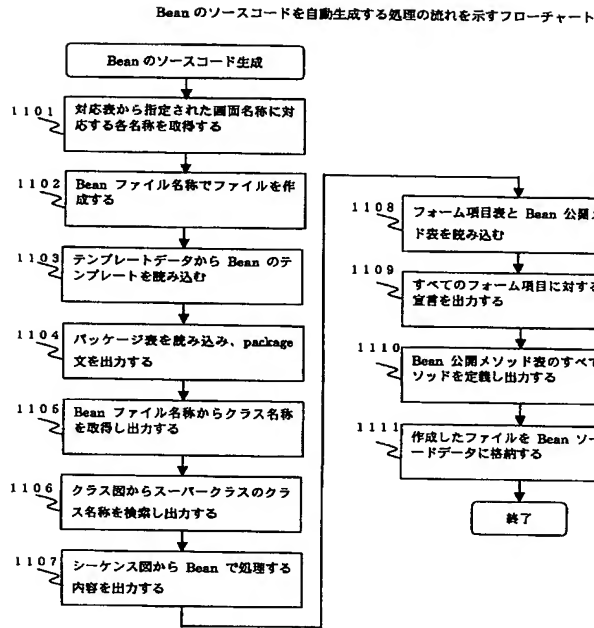 Bean のソースコードを自動生成する処理の流れを示すフローチャート
Bean のソースコード生成
1101
対応表から指定された画面名称に対
応する各名称を取得する
1102
Bean ファイル名称でファイルを作
成する
1103
テンプレートデータから Bean のテ
ンプレートを読み込む
1104
パッケージ表を読み込み、package
文を出力する
1105
Bean ファイル名称からクラス名称
を取得し出力する
1106
クラス図からスーパークラスのクラ
ス名称を検索し出力する
1107
シーケンス図から Bean で処理する
内容を出力する
1108
フォーム項目表と Bean 公開メ
ド表を読み込む
1109
すべてのフォーム項目に対する
宣言を出力する
1110
Bean 公開メソッド表のすべて
ソッドを定義し出力する
1111
作成したファイルを Bean ソー
ードデータに格納する
終了